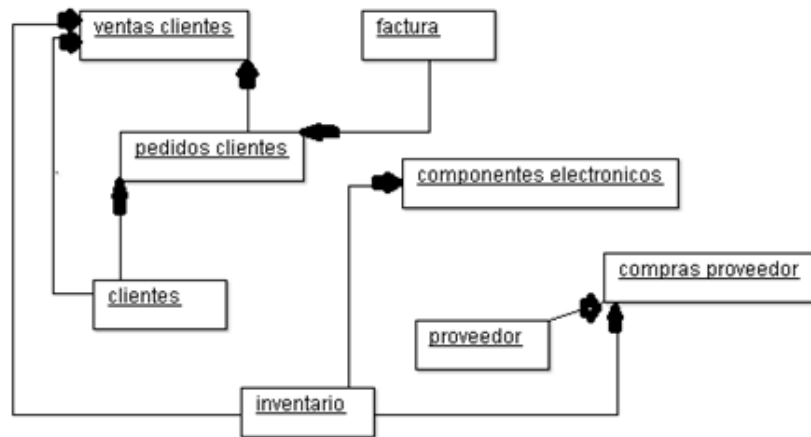 ventas clientes
factura
pedidos clientes
componentes electronicos
compras proveedor
clientes
proveedor
inventario